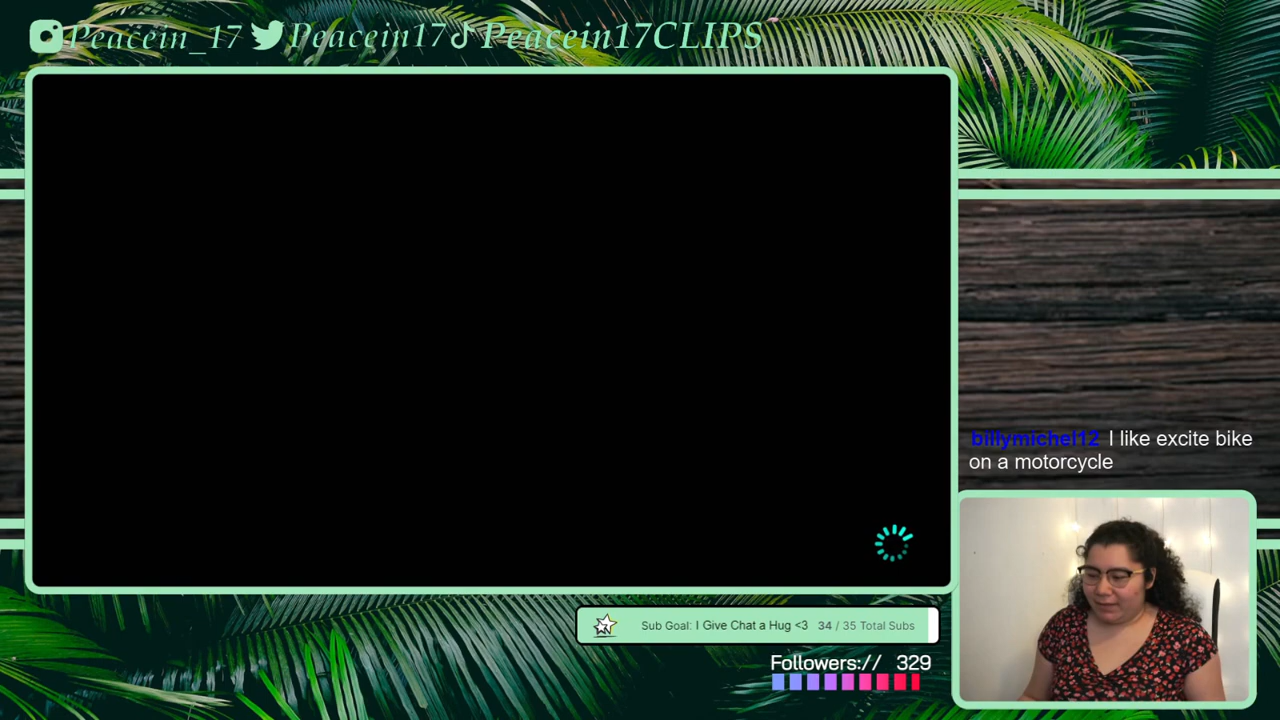 Peacein_17 Peacein17 Peacein17CLIPS
billymichel12 I like excite bike
on a motorcycle
Sub Goal: I Give Chat a Hug <3 34 / 35 Total Subs
Followers:// 329